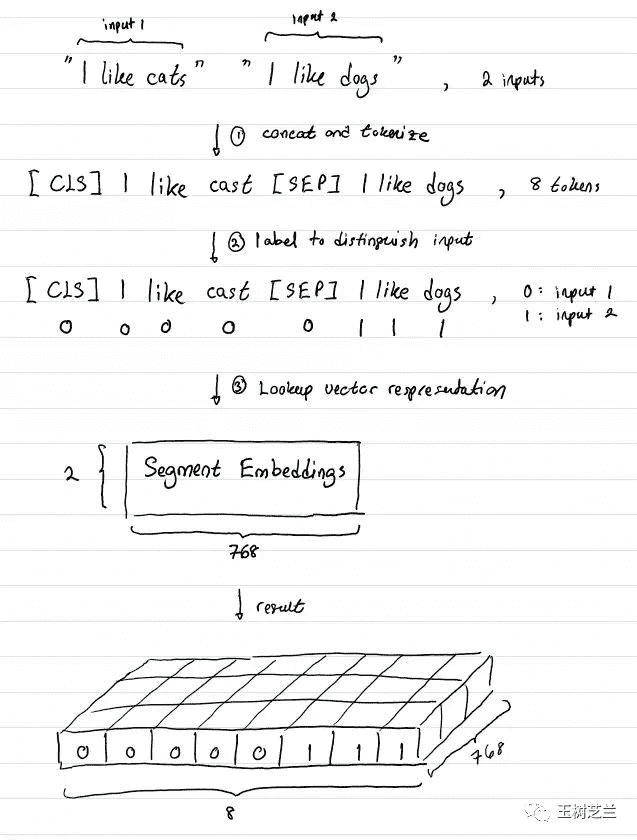 input 1 input 2
"I like cats" "I like dogs" , 2 inputs
① concat and tokenize
[CLS] I like cast [SEP] I like dogs , 8 tokens
② label to distinguish input
[CLS] I like cast [SEP] I like dogs , 0: input 1
0 0 0 0 0 1 1 1 1: input 2
③ Lookup vector respresentation
2 { Segment Embeddings
768
result
0 0 0 0 0 1 1 1
768
8
玉树芝兰